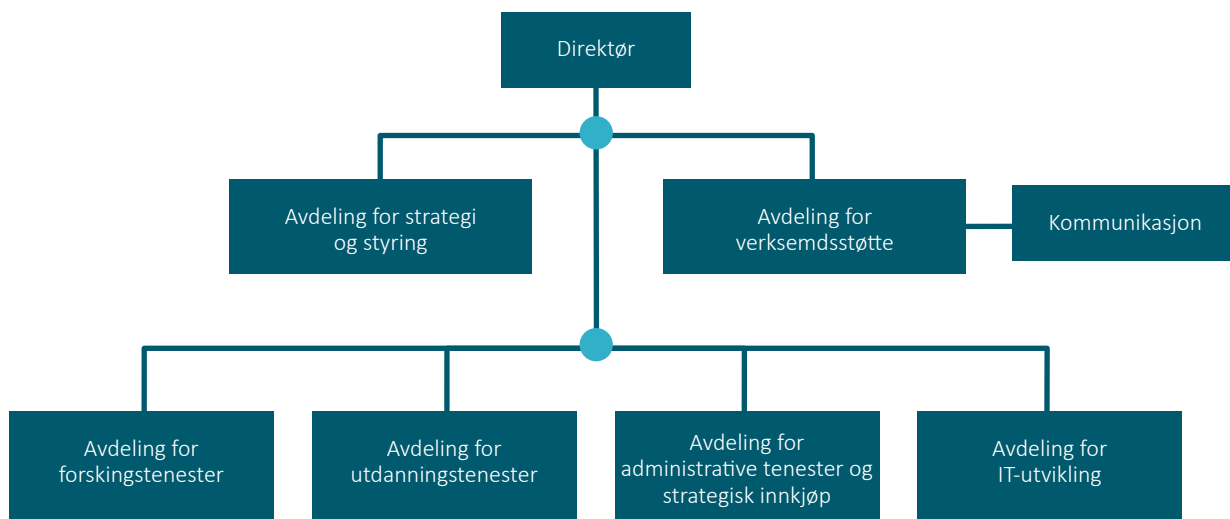 Direktør
Avdeling for strategi
og styring
Avdeling for
verksemdsstøtte
Kommunikasjon
Avdeling for
forskingstenester
Avdeling for
utdanningstenester
Avdeling for
administrative tenester og
strategisk innkjøp
Avdeling for
IT-utvikling